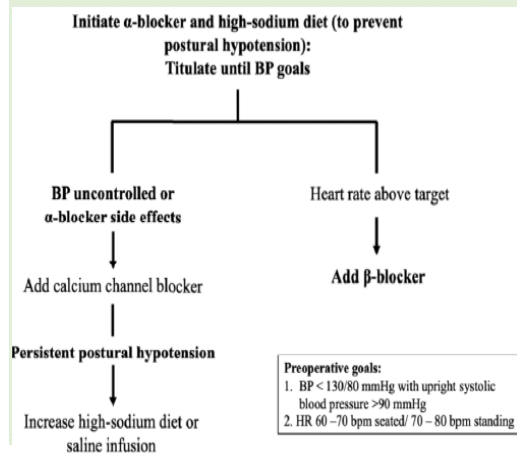 Initiate α-blocker and high-sodium diet (to prevent
postural hypotension):
Titulate until BP goals
BP uncontrolled or
α-blocker side effects
Heart rate above target
Add calcium channel blocker
Add β-blocker
Persistent postural hypotension
Increase high-sodium diet or
saline infusion
Preoperative goals:
1. BP < 130/80 mmHg with upright systolic
blood pressure >90 mmHg
2. HR 60 –70 bpm seated/ 70 – 80 bpm standing